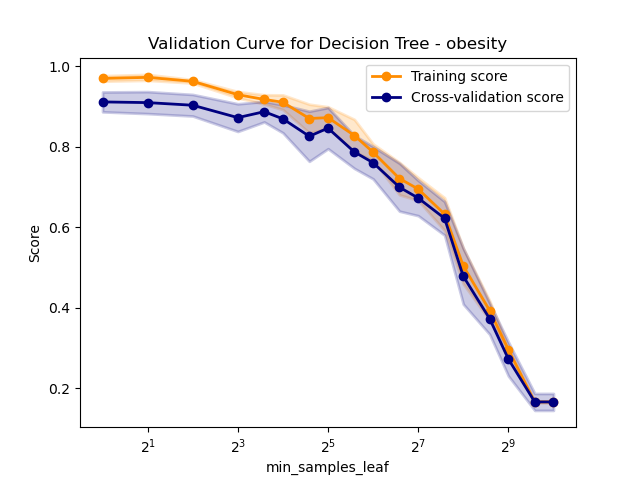 Validation Curve for Decision Tree - obesity
Training score
Cross-validation score
Score
1.0
0.8
0.6
0.4
0.2
2^1 2^3 2^5 2^7 2^9
min_samples_leaf